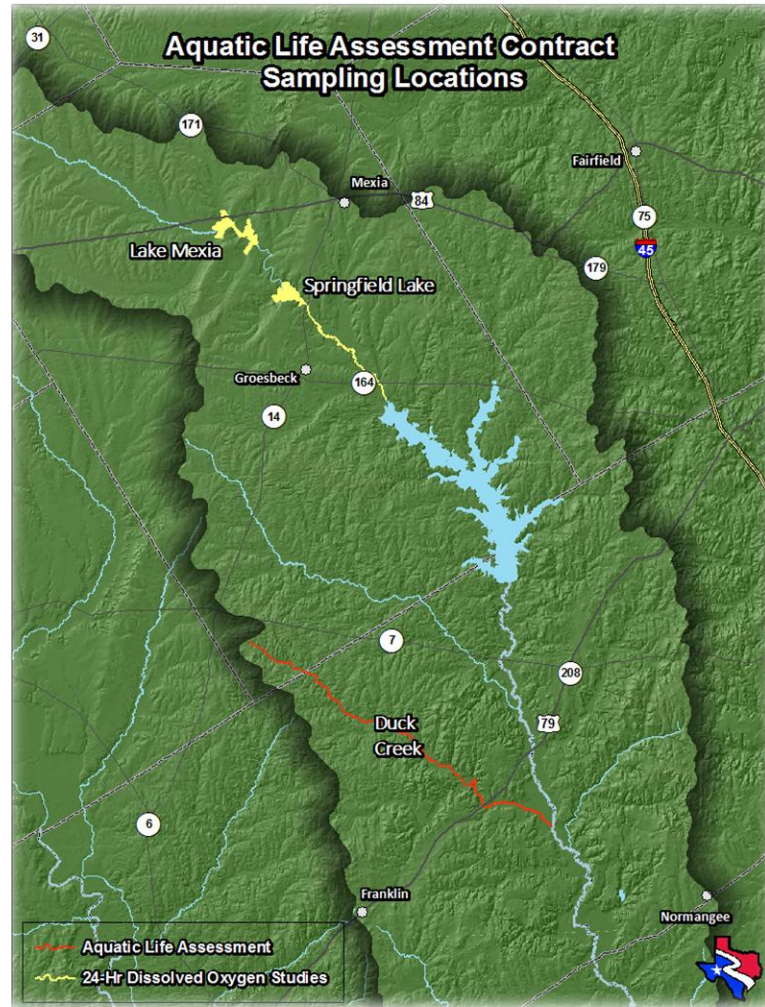 Aquatic Life Assessment Contract
Sampling Locations
31
171
Fairfield
Mexia
84
75
45
Lake Mexia
179
Springfield Lake
Groesbeck
164
14
7
208
Duck
Creek
79
6
Franklin
Normangee
Aquatic Life Assessment
24-Hr Dissolved Oxygen Studies